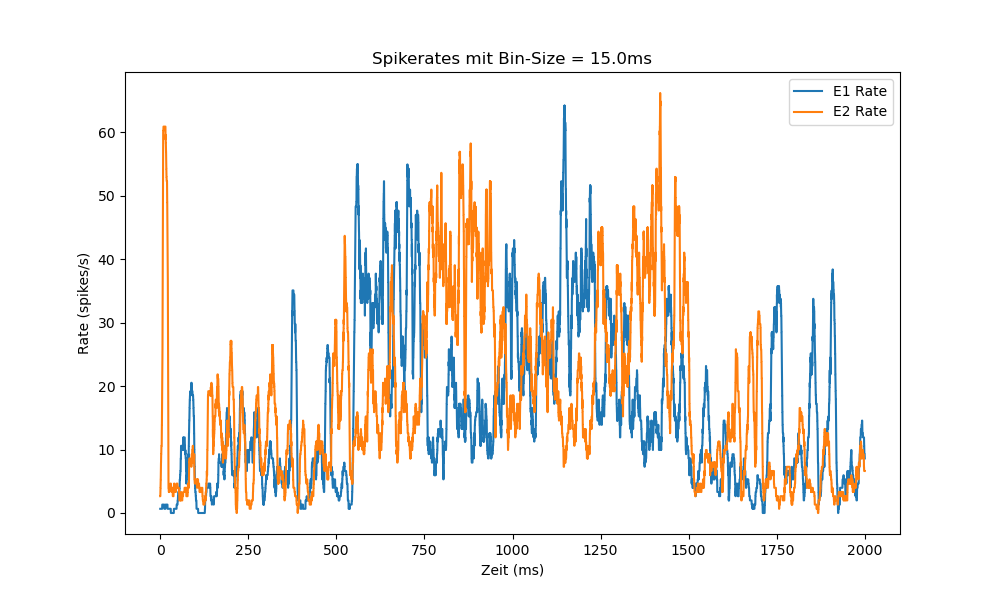 Spikerates mit Bin-Size = 15.0ms
E1 Rate
E2 Rate
Rate (spikes/s)
60
50
40
30
20
10
0
0 250 500 750 1000 1250 1500 1750 2000
Zeit (ms)